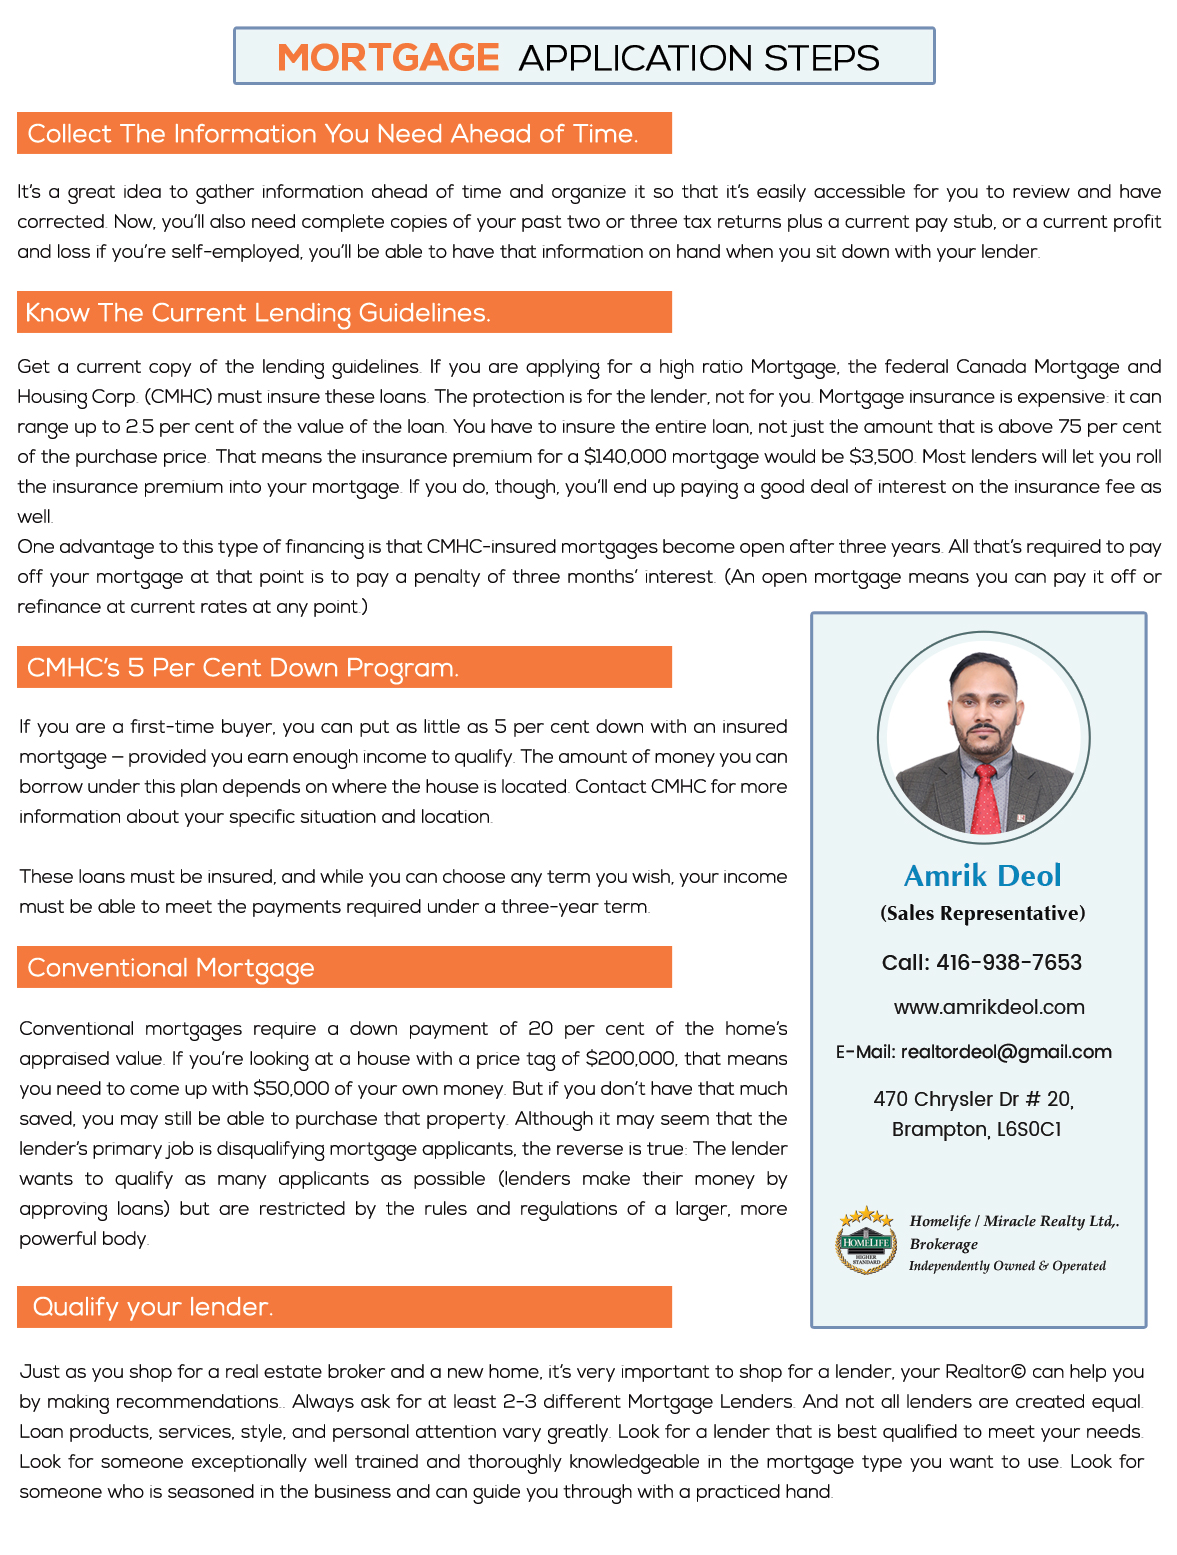 MORTGAGE APPLICATION STEPS
Collect The Information You Need Ahead of Time.
It's a great idea to gather information ahead of time and organize it so that it's easily accessible for you to review and have
corrected. Now, you'll also need complete copies of your past two or three tax returns plus a current pay stub, or a current profit
and loss if you're self-employed, you'll be able to have that information on hand when you sit down with your lender.
Know The Current Lending Guidelines.
Get a current copy of the lending guidelines. If you are applying for a high ratio Mortgage, the federal Canada Mortgage and
Housing Corp. (CMHC) must insure these loans. The protection is for the lender, not for you. Mortgage insurance is expensive: it can
range up to 2.5 per cent of the value of the loan. You have to insure the entire loan, not just the amount that is above 75 per cent
of the purchase price. That means the insurance premium for a $140,000 mortgage would be $3,500. Most lenders will let you roll
the insurance premium into your mortgage. If you do, though, you'll end up paying a good deal of interest on the insurance fee as
well.
One advantage to this type of financing is that CMHC-insured mortgages become open after three years. All that's required to pay
off your mortgage at that point is to pay a penalty of three months' interest. (An open mortgage means you can pay it off or
refinance at current rates at any point.)
CMHC's 5 Per Cent Down Program.
If you are a first-time buyer, you can put as little as 5 per cent down with an insured
mortgage – provided you earn enough income to qualify. The amount of money you can
borrow under this plan depends on where the house is located. Contact CMHC for more
information about your specific situation and location.
These loans must be insured, and while you can choose any term you wish, your income
must be able to meet the payments required under a three-year term.
Conventional Mortgage
Conventional mortgages require a down payment of 20 per cent of the home's
appraised value. If you're looking at a house with a price tag of $200,000, that means
you need to come up with $50,000 of your own money. But if you don't have that much
saved, you may still be able to purchase that property. Although it may seem that the
lender's primary job is disqualifying mortgage applicants, the reverse is true: The lender
wants to qualify as many applicants as possible (lenders make their money by
approving loans) but are restricted by the rules and regulations of a larger, more
powerful body.
Amrik Deol
(Sales Representative)
Call: 416-938-7653
www.amrikdeol.com
E-Mail: realtordeol@gmail.com
470 Chrysler Dr # 20,
Brampton, L6S0C1
HOMELIFE
HIGHER
STANDARD
Homelife / Miracle Realty Ltd,.
Brokerage
Independently Owned & Operated
Qualify your lender.
Just as you shop for a real estate broker and a new home, it's very important to shop for a lender, your Realtor© can help you
by making recommendations.. Always ask for at least 2-3 different Mortgage Lenders. And not all lenders are created equal.
Loan products, services, style, and personal attention vary greatly. Look for a lender that is best qualified to meet your needs.
Look for someone exceptionally well trained and thoroughly knowledgeable in the mortgage type you want to use. Look for
someone who is seasoned in the business and can guide you through with a practiced hand.